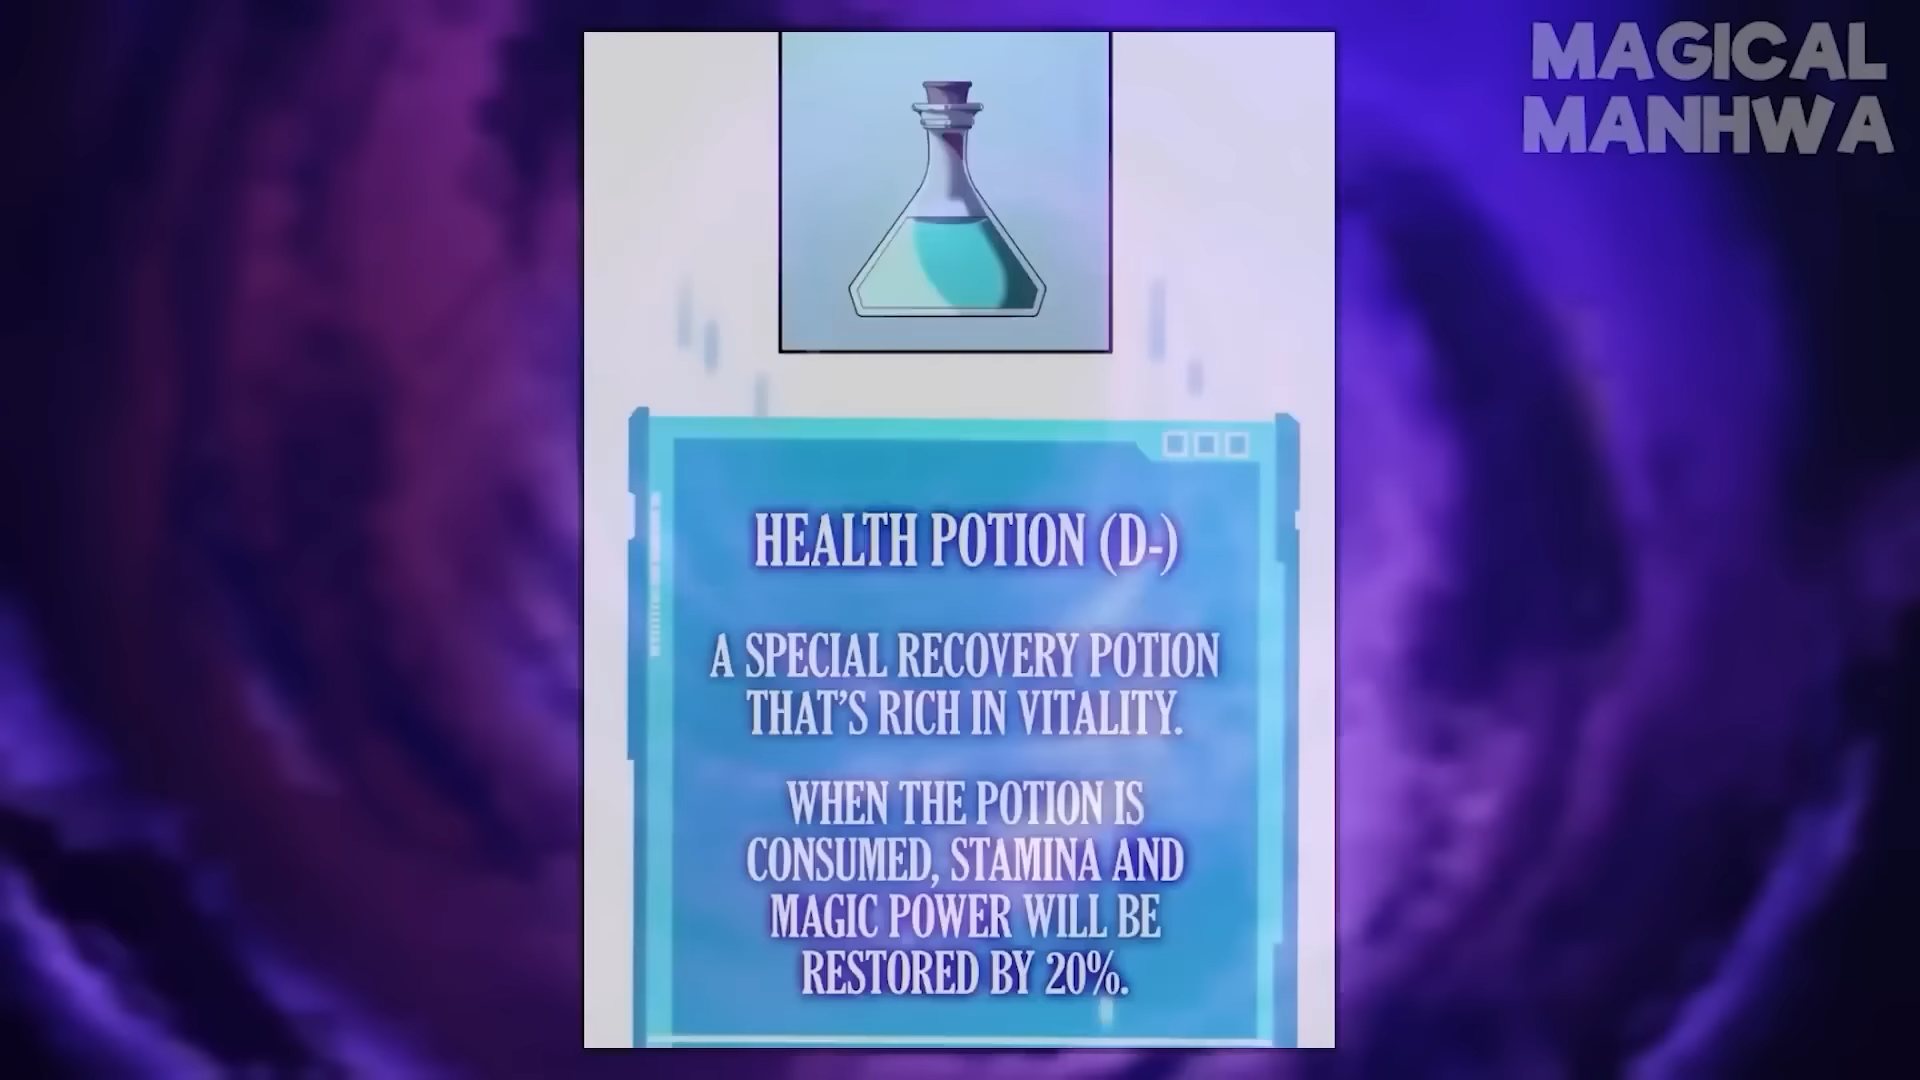 MAGICAL
MANHWA
HEALTH POTION (D-)
A SPECIAL RECOVERY POTION
THAT'S RICH IN VITALITY.
WHEN THE POTION IS
CONSUMED, STAMINA AND
MAGIC POWER WILL BE
RESTORED BY 20%.